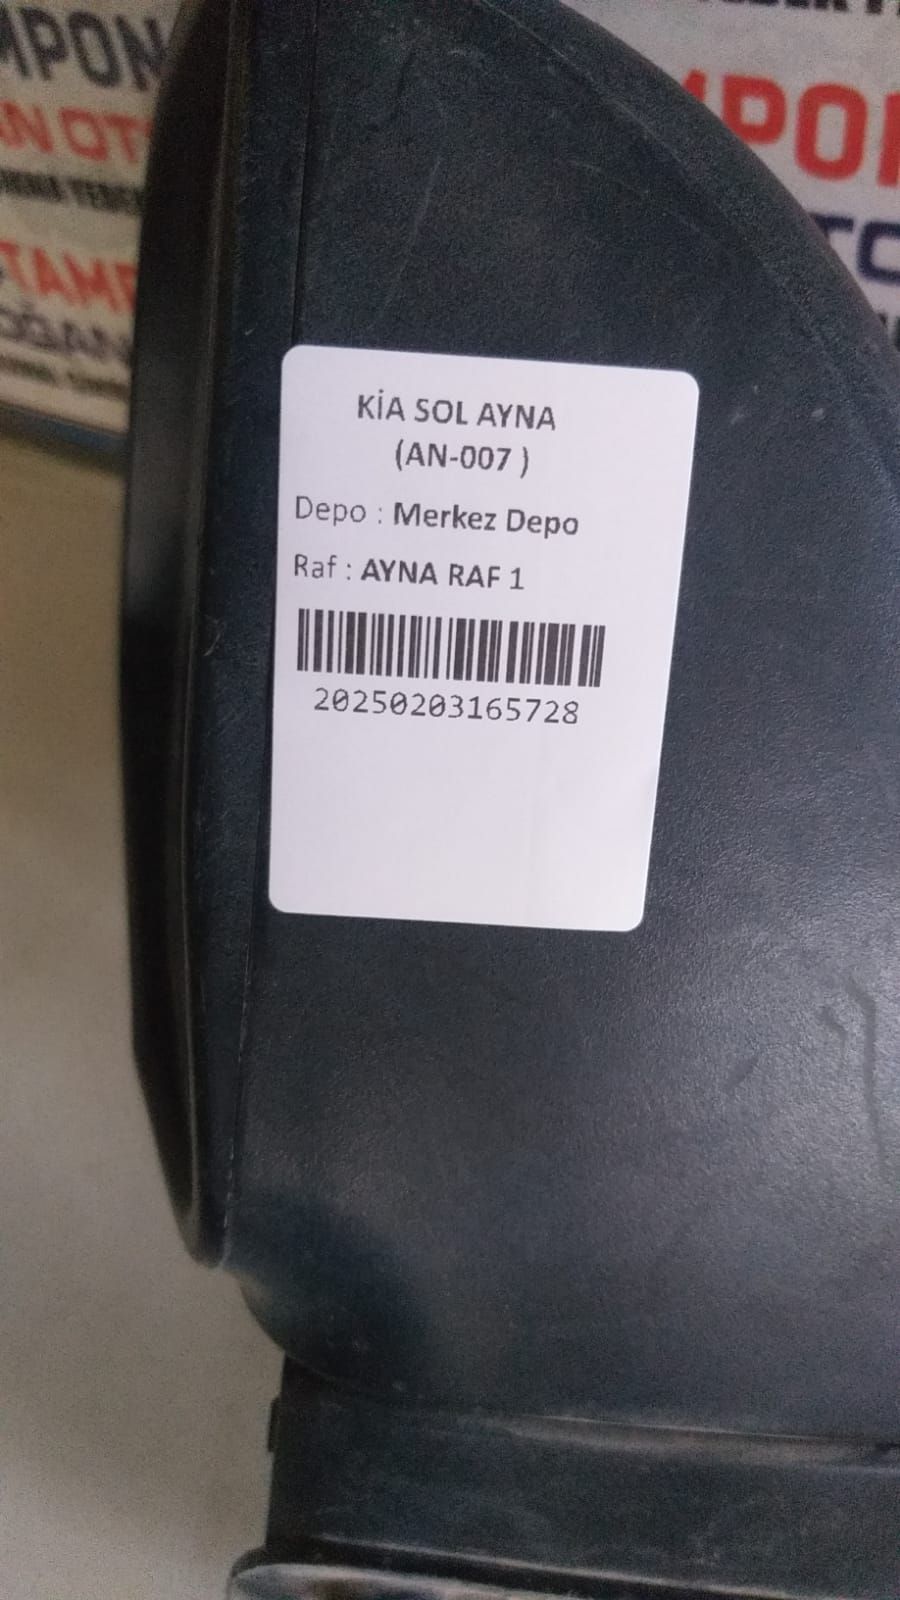 KİA SOL AYNA
(AN-007 )
Depo : Merkez Depo
Raf : AYNA RAF 1
20250203165728